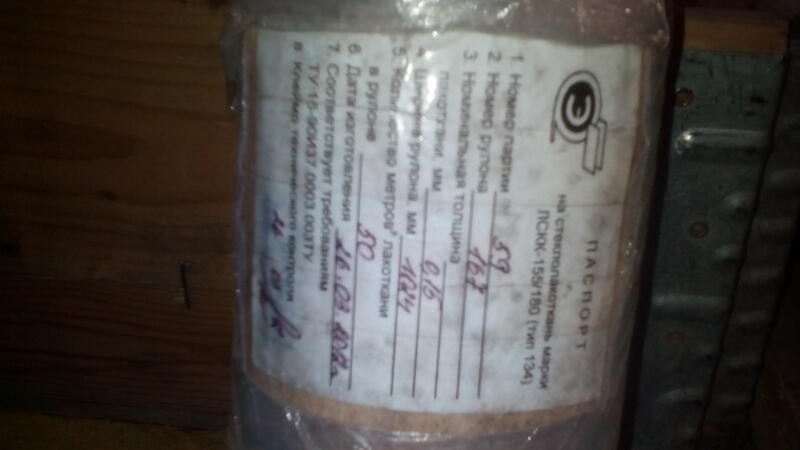 Э
ПАСПОРТ
на стеклолакоткань марки
ЛСКК-155/180 (тип 134)
1. Номер партии 59
2. Номер рулона 167
3. Номинальная толщина
лакоткани, мм 0,15
4. Ширина рулона, мм
5. Количество метров² лакоткани
в рулоне 50
6. Дата изготовления 26.03
7. Соответствует требованиям
ТУ 16-90И37 0003 003ТУ
8 Клеймо технического контроля